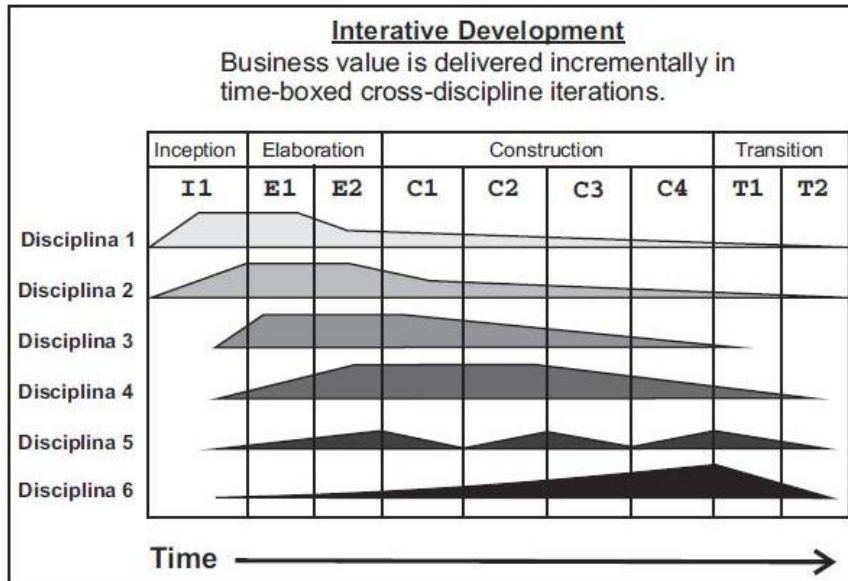 Interative Development
Business value is delivered incrementally in
time-boxed cross-discipline iterations.
Inception Elaboration Construction Transition
I1 E1 E2 C1 C2 C3 C4 T1 T2
Disciplina 1
Disciplina 2
Disciplina 3
Disciplina 4
Disciplina 5
Disciplina 6
Time